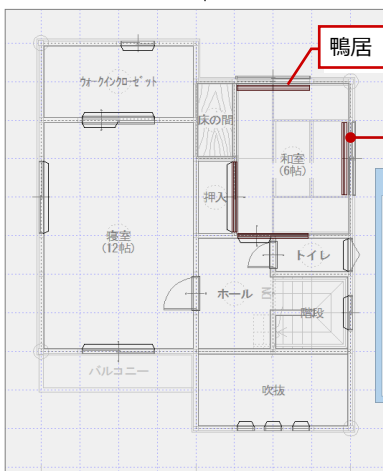 鴨居
ウォークインクローゼット
床の間
和室
(6帖)
押入
寝室
(12帖)
トイレ
ホール
階段
バルコニー
吹抜